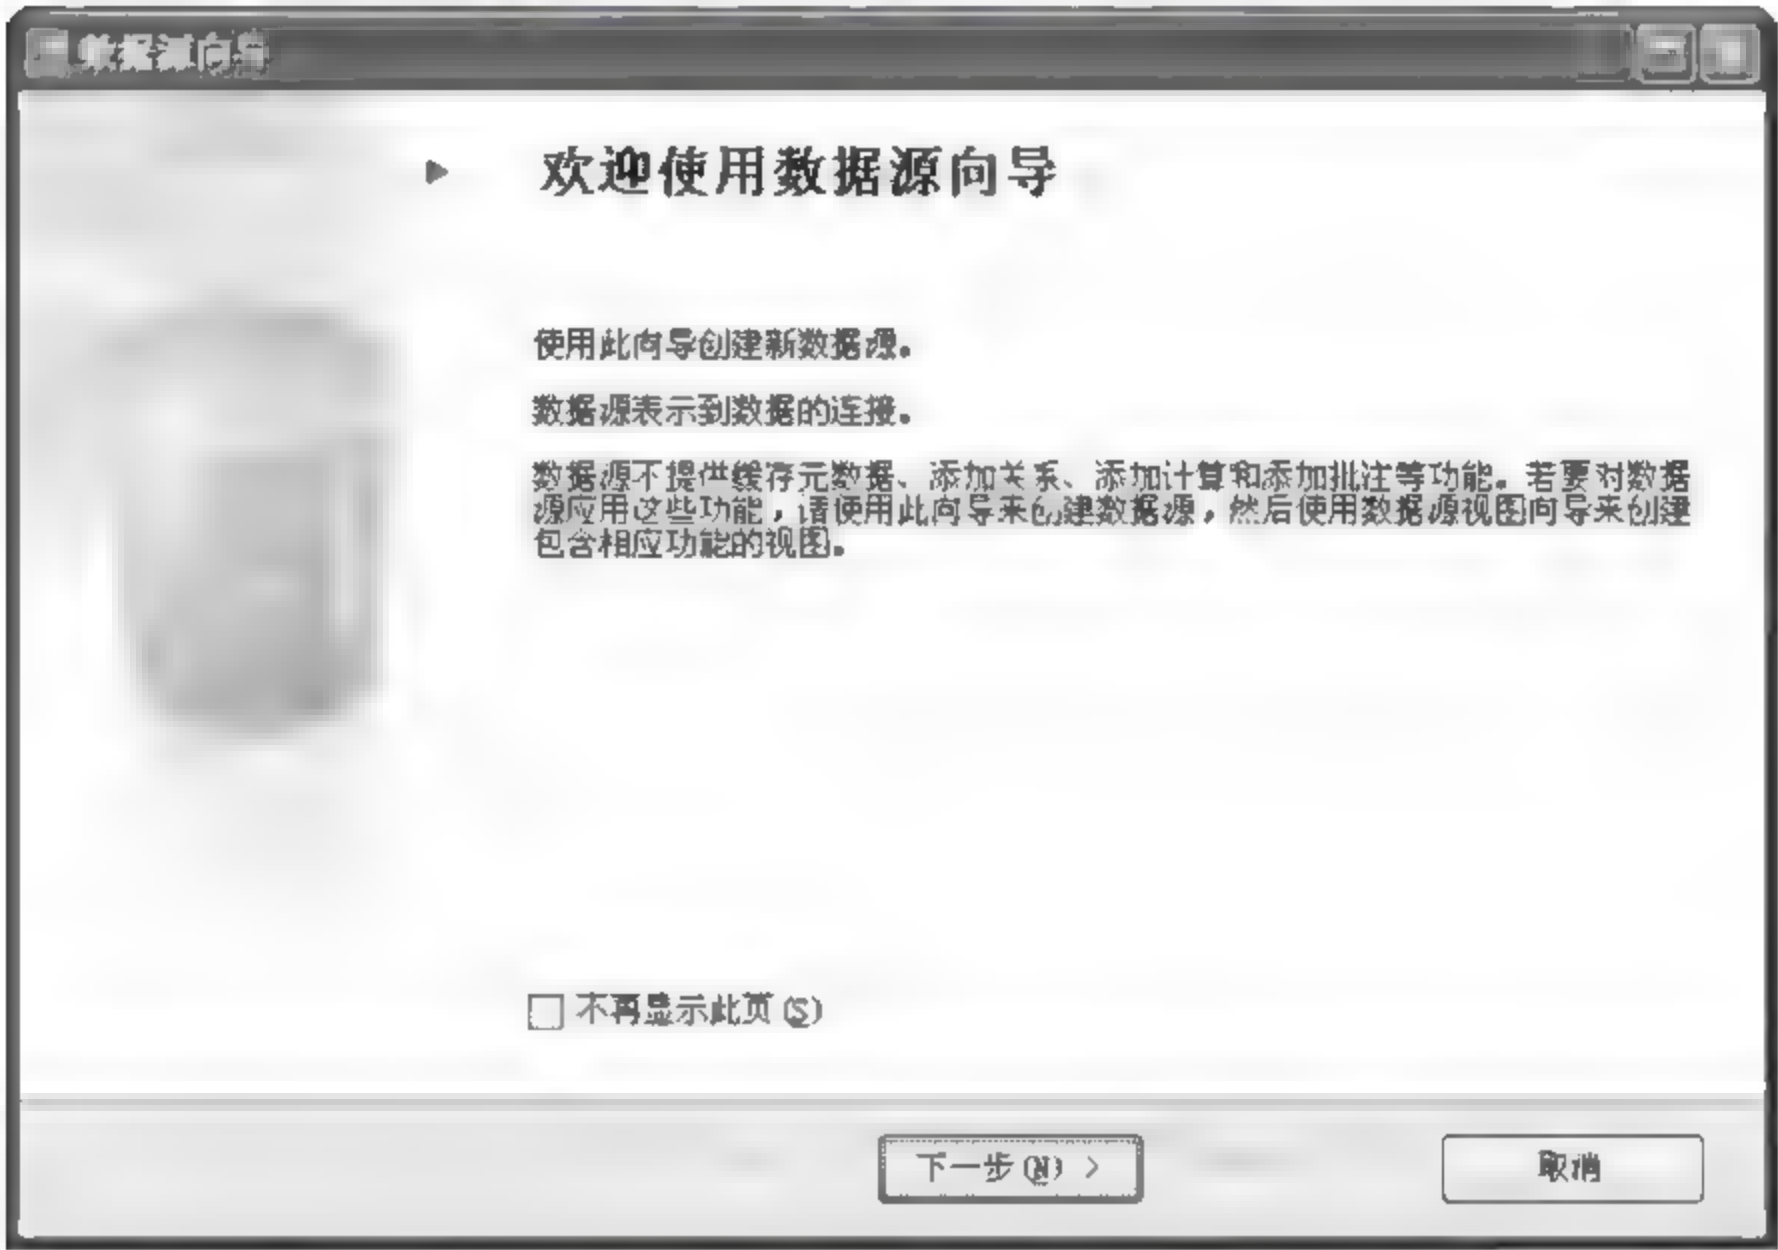 数据源向导
欢迎使用数据源向导
使用此向导创建新数据源。
数据源表示到数据的连接。
数据源不提供缓存元数据、添加关系、添加计算和添加批注等功能。若要对数据
源应用这些功能，请使用此向导来创建数据源，然后使用数据源视图向导来创建
包含相应功能的视图。
不再显示此页(S)
下一步(N) >
取消